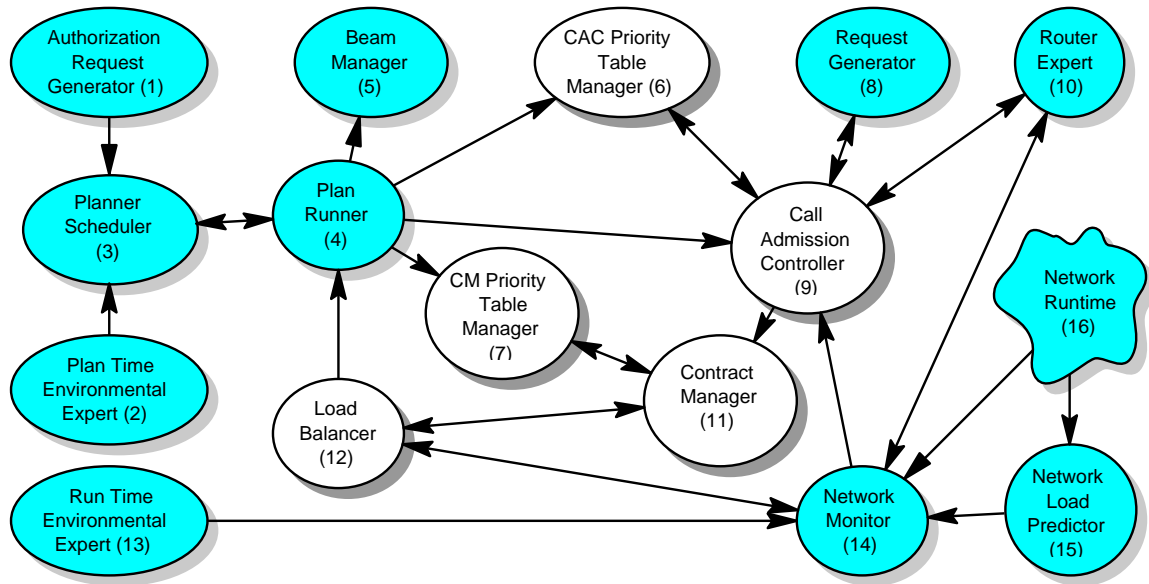 Authorization
Request
Generator (1)
Beam
Manager
(5)
CAC Priority
Table
Manager (6)
Request
Generator
(8)
Router
Expert
(10)
Planner
Scheduler
(3)
Plan
Runner
(4)
Call
Admission
Controller
(9)
CM Priority
Table
Manager
(7)
Network
Runtime
(16)
Plan Time
Environmental
Expert (2)
Load
Balancer
(12)
Contract
Manager
(11)
Run Time
Environmental
Expert (13)
Network
Monitor
(14)
Network
Load
Predictor
(15)